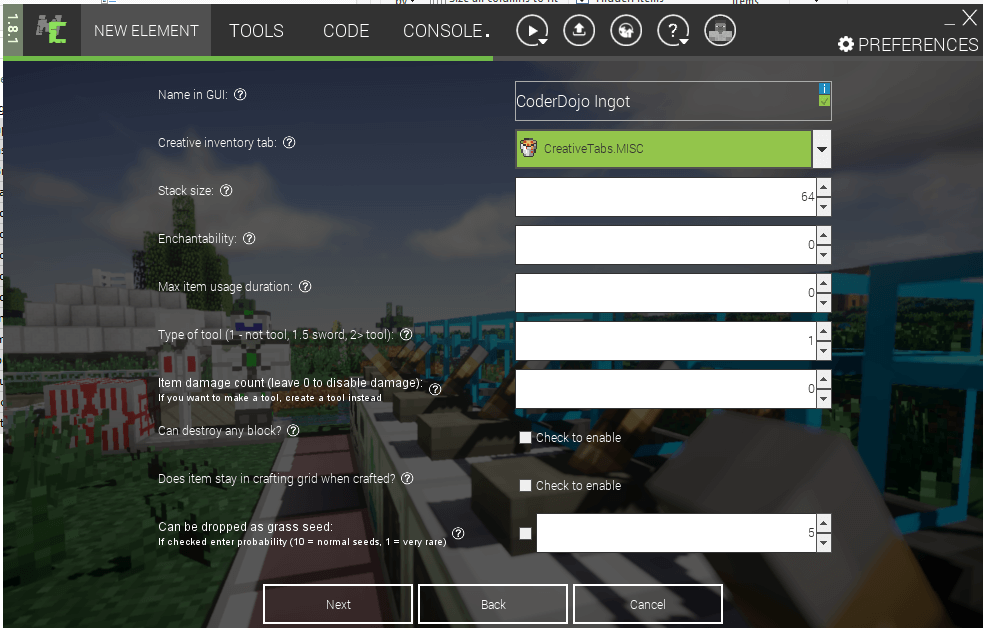 1.8.1
NEW ELEMENT
TOOLS
CODE
CONSOLE.
PREFERENCES
Name in GUI:
CoderDojo Ingot
Creative inventory tab:
CreativeTabs.MISC
Stack size:
64
Enchantability:
0
Max item usage duration:
0
Type of tool (1 - not tool, 1.5 sword, 2> tool):
1
Item damage count (leave 0 to disable damage):
If you want to make a tool, create a tool instead
0
Can destroy any block?
Check to enable
Does item stay in crafting grid when crafted?
Check to enable
Can be dropped as grass seed:
If checked enter probability (10 = normal seeds, 1 = very rare)
5
Next
Back
Cancel